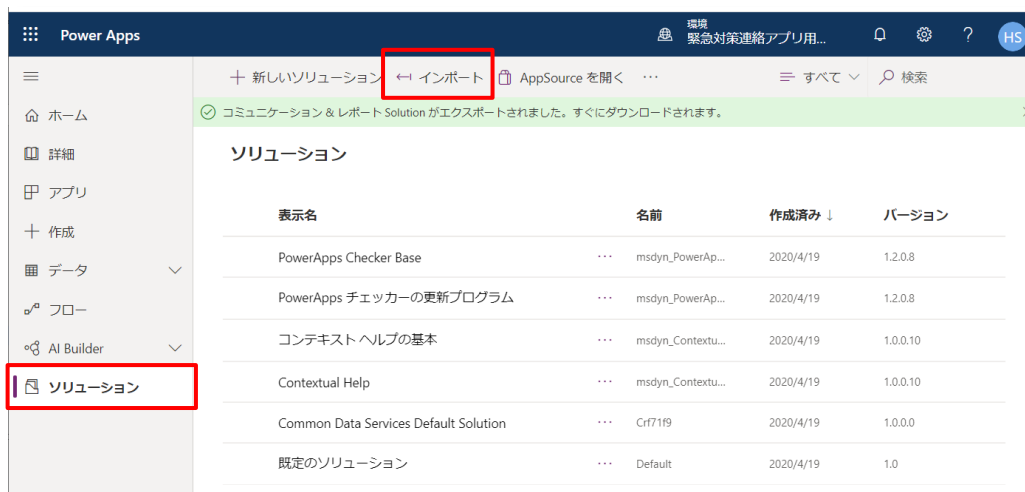 Power Apps
環境
緊急対策連絡アプリ用...
?
HS
+ 新しいソリューション
インポート
AppSource を開く
...
すべて
検索
コミュニケーション & レポート Solution がエクスポートされました。すぐにダウンロードされます。
ホーム
詳細
アプリ
作成
データ
フロー
AI Builder
ソリューション
ソリューション
表示名 名前 作成済み ↓ バージョン
PowerApps Checker Base ... msdyn_PowerAp... 2020/4/19 1.2.0.8
PowerApps チェッカーの更新プログラム ... msdyn_PowerAp... 2020/4/19 1.2.0.8
コンテキスト ヘルプの基本 ... msdyn_Contextu... 2020/4/19 1.0.0.10
Contextual Help ... msdyn_Contextu... 2020/4/19 1.0.0.10
Common Data Services Default Solution ... Crf71f9 2020/4/19 1.0.0.0
既定のソリューション ... Default 2020/4/19 1.0